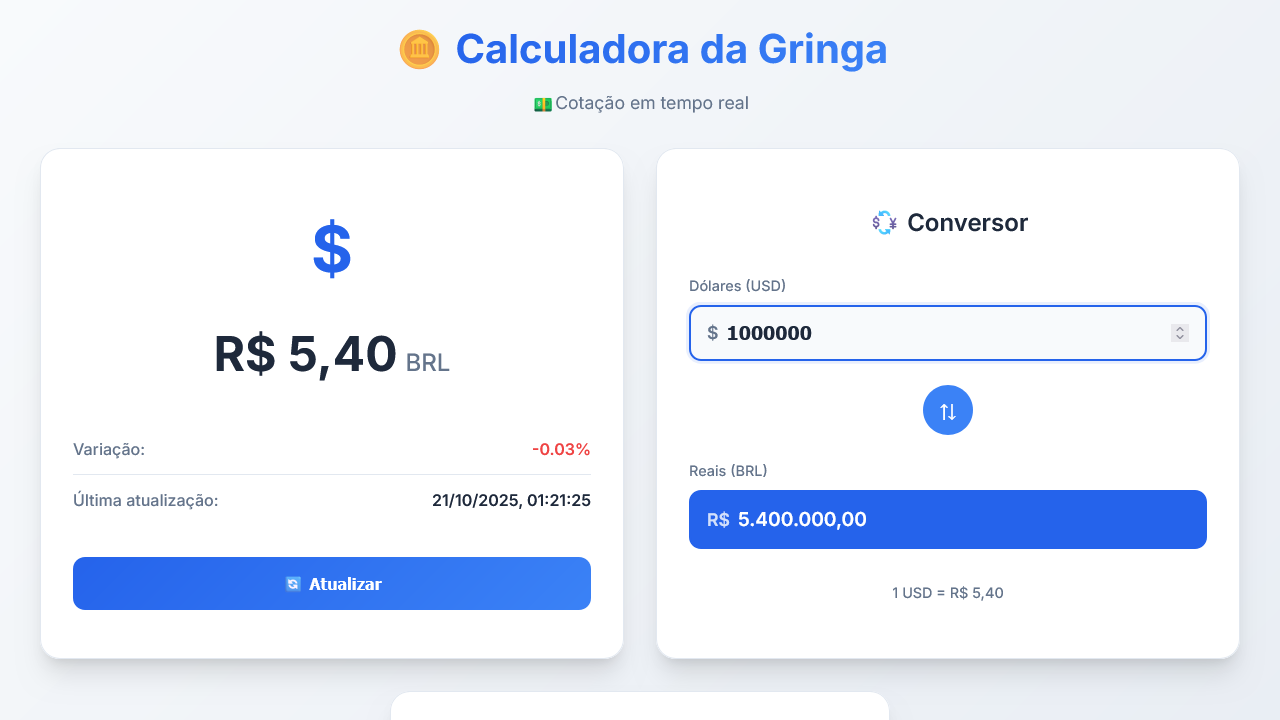 Calculadora da Gringa
Cotação em tempo real
$
R$ 5,40 BRL
Variação: -0.03%
Última atualização: 21/10/2025, 01:21:25
Atualizar
Conversor
Dólares (USD)
$ 1000000
Reais (BRL)
R$ 5.400.000,00
1 USD = R$ 5,40